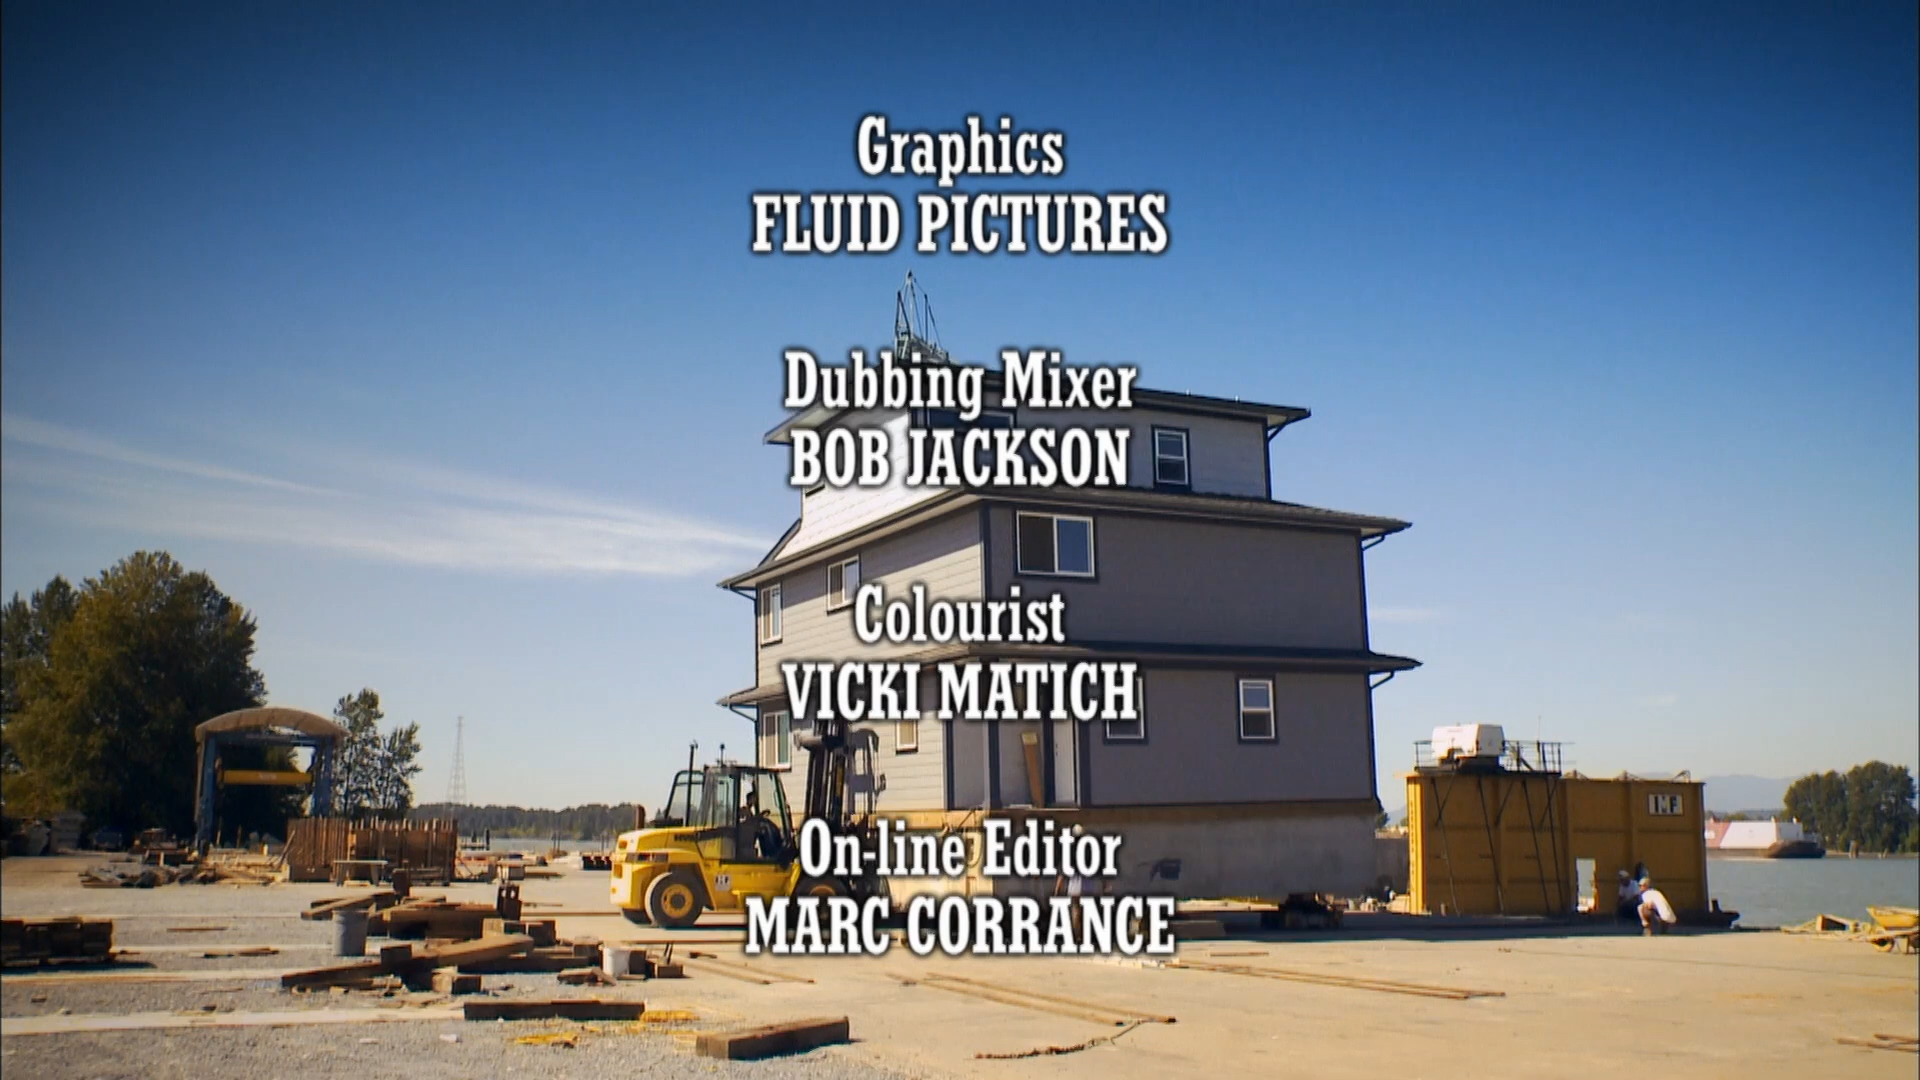 Graphics
FLUID PICTURES
Dubbing Mixer
BOB JACKSON
Colourist
VICKI MATICH
On-line Editor
MARC CORRANCE